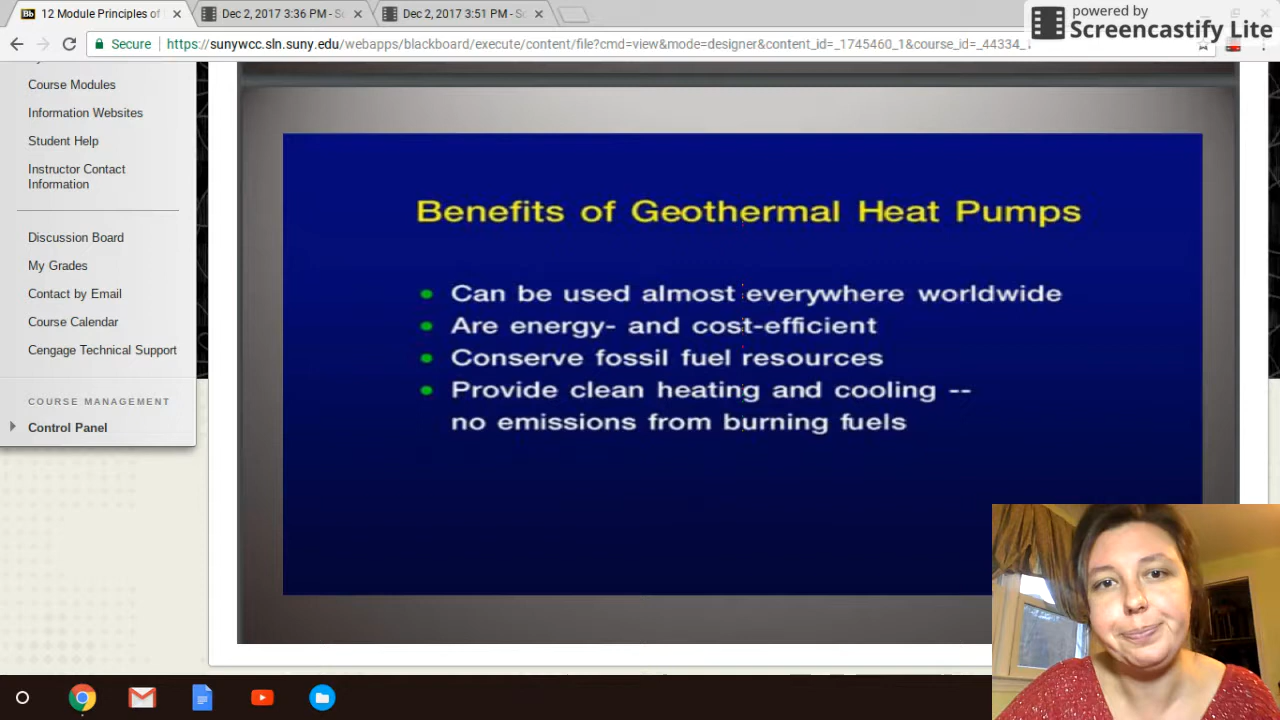 12 Module Principles of
Dec 2, 2017 3:36 PM - S
Dec 2, 2017 3:51 PM - S
powered by
Screencastify Lite
Secure
https://sunywcc.sln.suny.edu/webapps/blackboard/execute/content/file?cmd=view&mode=designer&content_id=_1745460_1&course_id=_44334_1
Course Modules
Information Websites
Student Help
Instructor Contact
Information
Discussion Board
My Grades
Contact by Email
Course Calendar
Cengage Technical Support
COURSE MANAGEMENT
Control Panel
Benefits of Geothermal Heat Pumps
Can be used almost everywhere worldwide
Are energy- and cost-efficient
Conserve fossil fuel resources
Provide clean heating and cooling --
no emissions from burning fuels